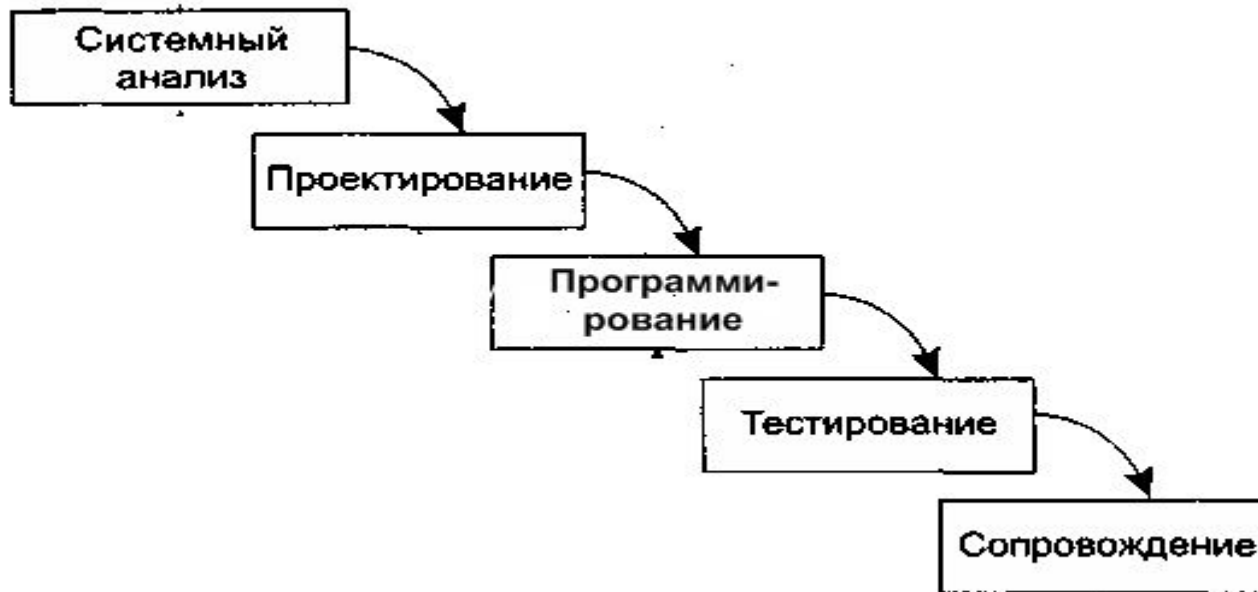 Системный
анализ
Проектирование
Программи-
рование
Тестирование
Сопровождение